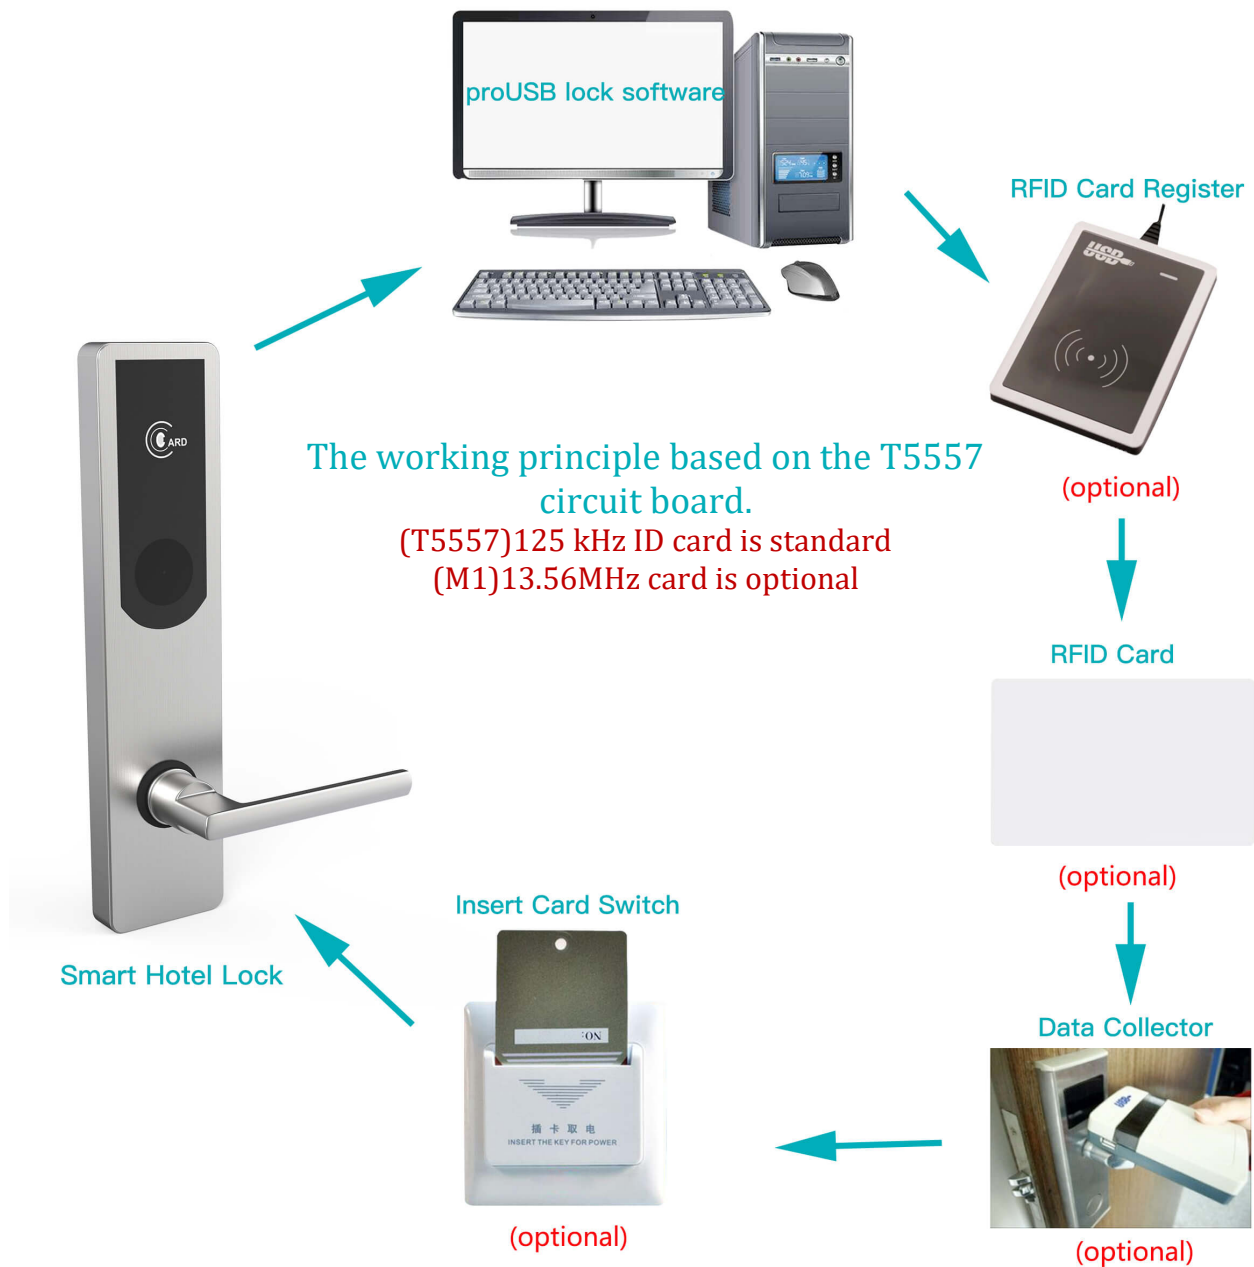 proUSB lock software
RFID Card Register
USB
CARD
The working principle based on the T5557
circuit board.
(T5557)125 kHz ID card is standard
(M1)13.56MHz card is optional
(optional)
RFID Card
(optional)
Insert Card Switch
Smart Hotel Lock
NO:
插卡取电
INSERT THE KEY FOR POWER
(optional)
Data Collector
USB
(optional)